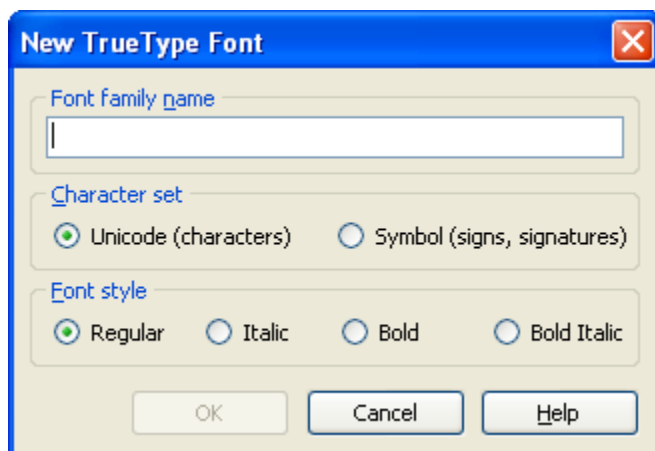 New TrueType Font
Font family name
Character set
Unicode (characters) Symbol (signs, signatures)
Font style
Regular Italic Bold Bold Italic
OK Cancel Help